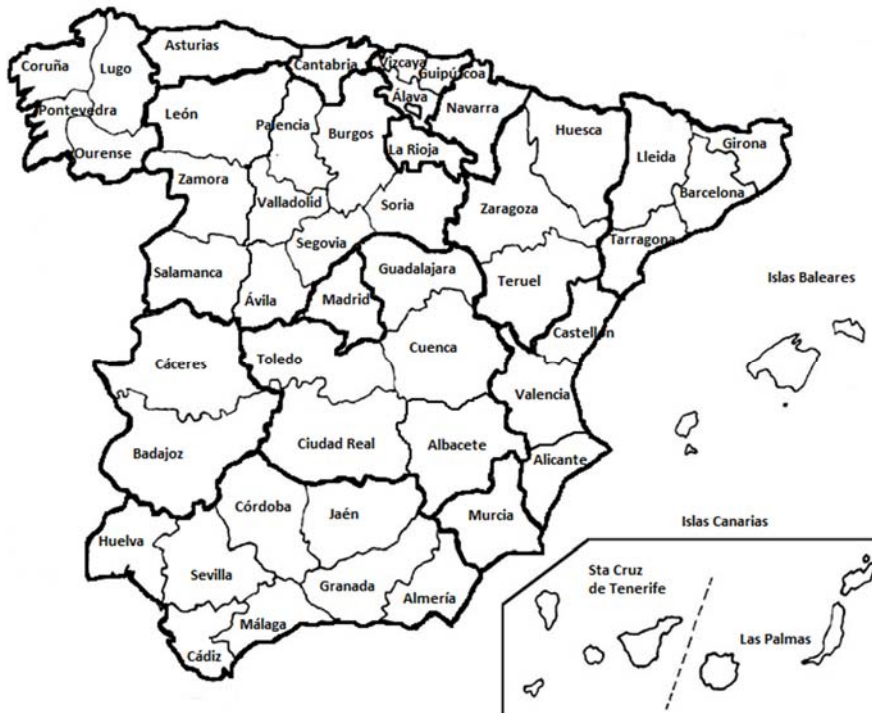 Asturias
Coruña
Lugo
Cantabria
Vizcaya
Guipúscoa
Álava
Navarra
Pontevedra
León
Palencia
Burgos
La Rioja
Huesca
Lleida
Girona
Ourense
Zamora
Valladolid
Soria
Zaragoza
Barcelona
Segovia
Tarragona
Salamanca
Ávila
Madrid
Guadalajara
Teruel
Islas Baleares
Castellón
Cáceres
Toledo
Cuenca
Valencia
Badajoz
Ciudad Real
Albacete
Alicante
Córdoba
Jaén
Murcia
Islas Canarias
Huelva
Sevilla
Granada
Almería
Málaga
Cádiz
Sta Cruz
de Tenerife
Las Palmas